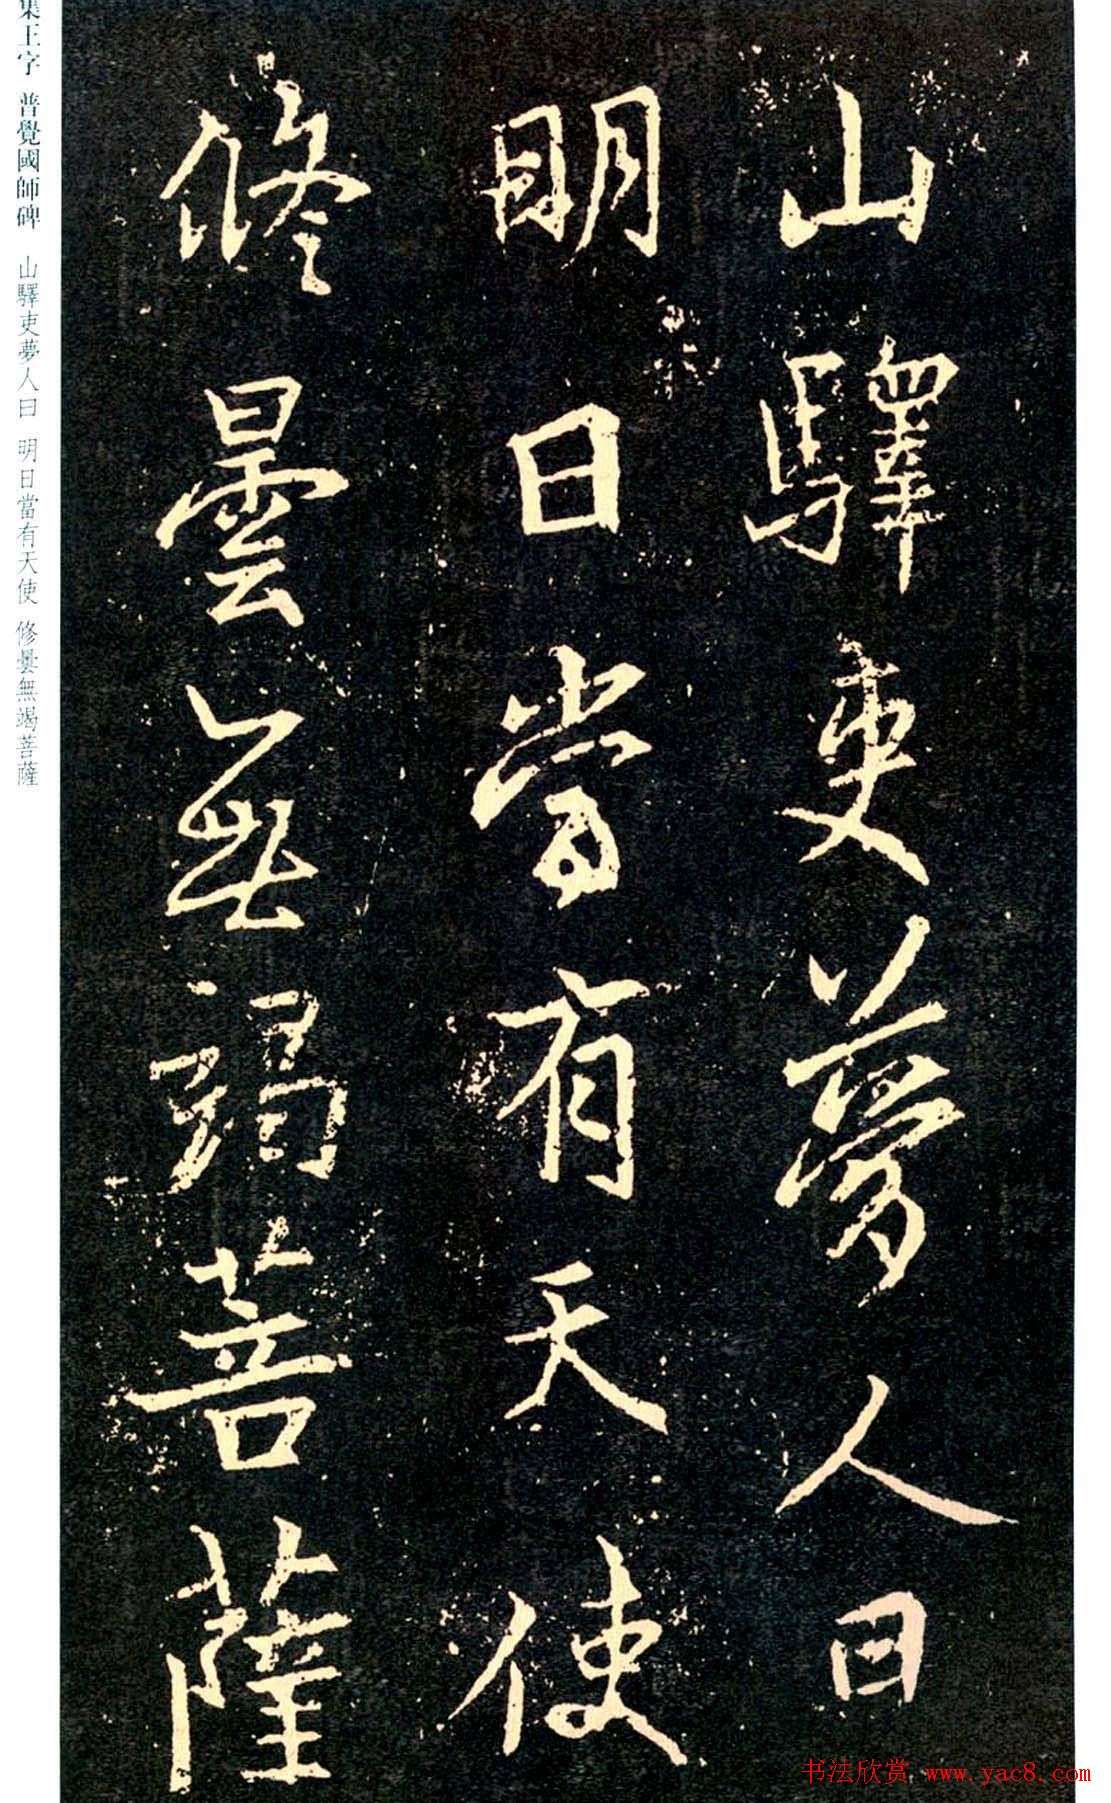 山驛吏夢人曰
明日當有天使
修曇無竭菩薩
集王字 普覺國師碑 山驛吏夢人曰 明日當有天使 修曇無竭菩薩
书法欣赏 www.yac8.com